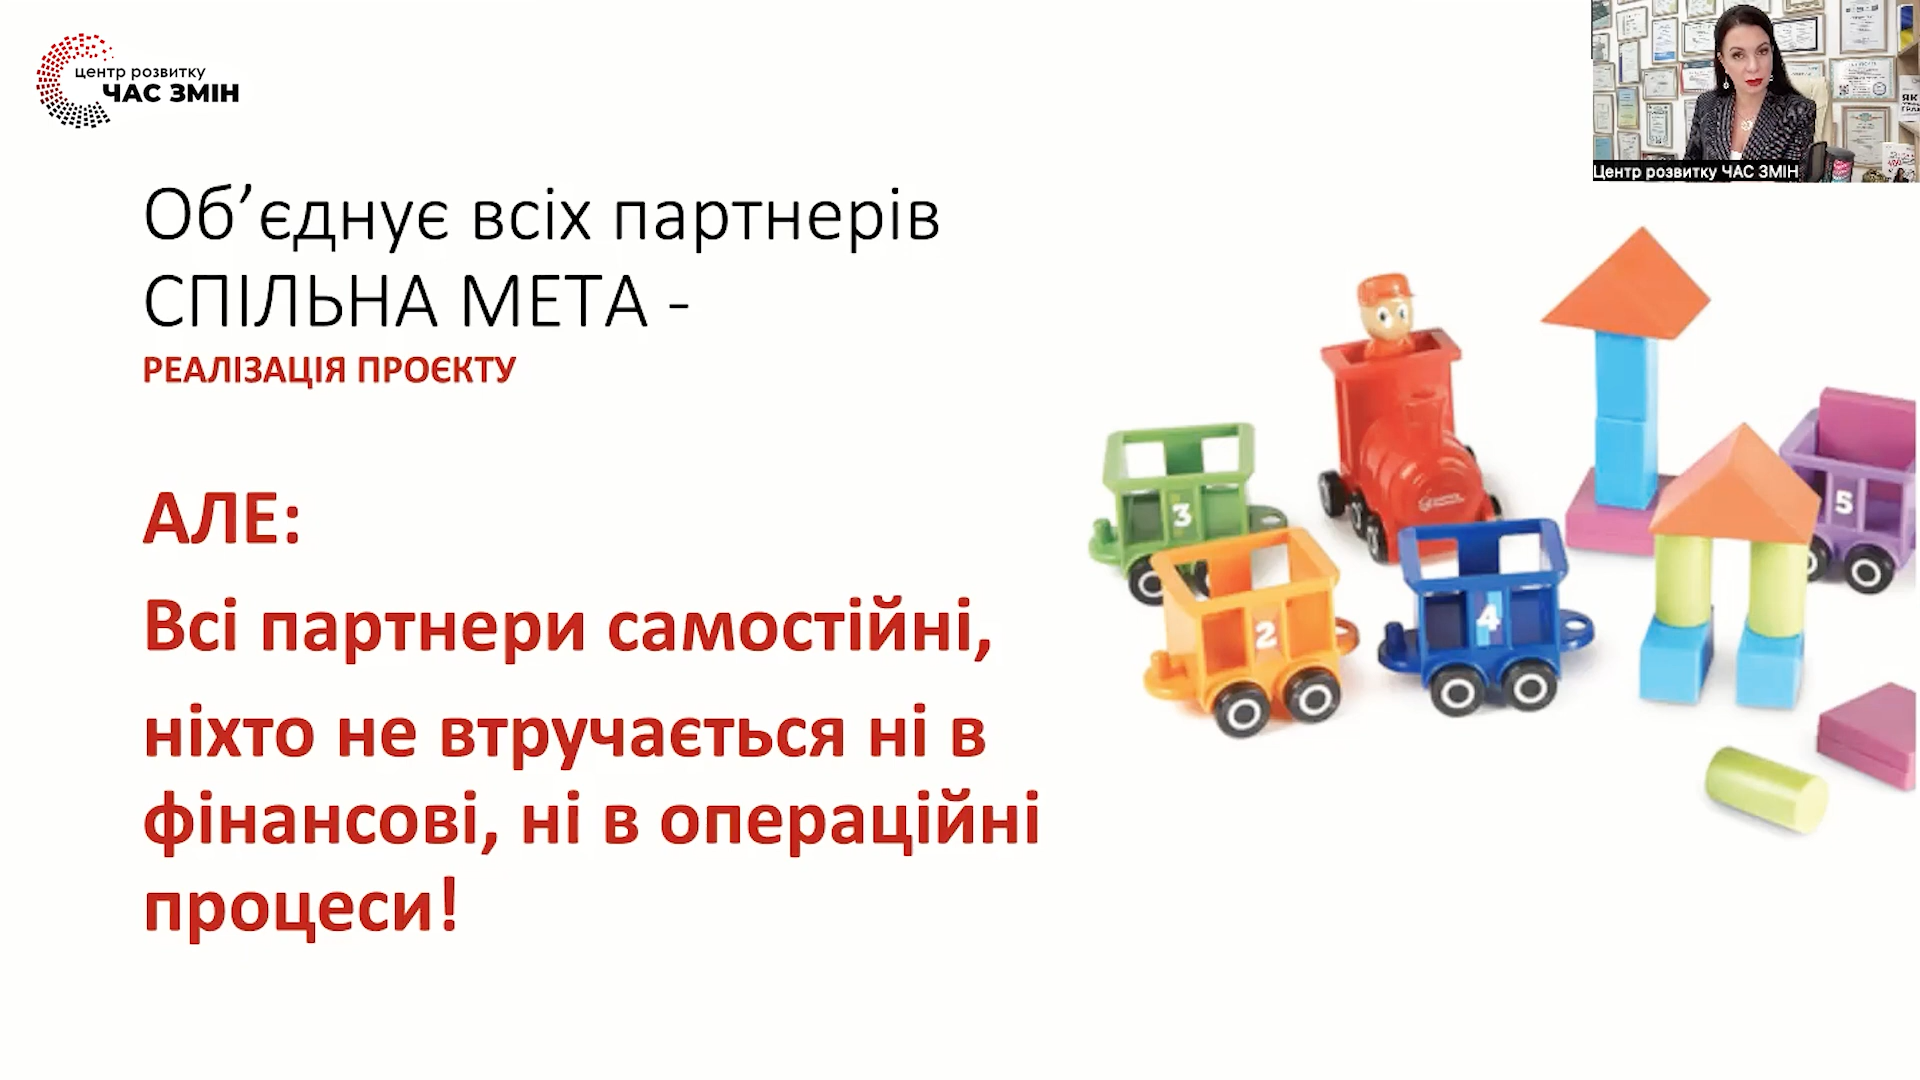 центр розвитку
ЧАС ЗМІН
Центр розвитку ЧАС ЗМІН
Об’єднує всіх партнерів
СПІЛЬНА МЕТА -
РЕАЛІЗАЦІЯ ПРОЄКТУ
АЛЕ:
Всі партнери самостійні,
ніхто не втручається ні в
фінансові, ні в операційні
процеси!
3
2
4
5
ЯК